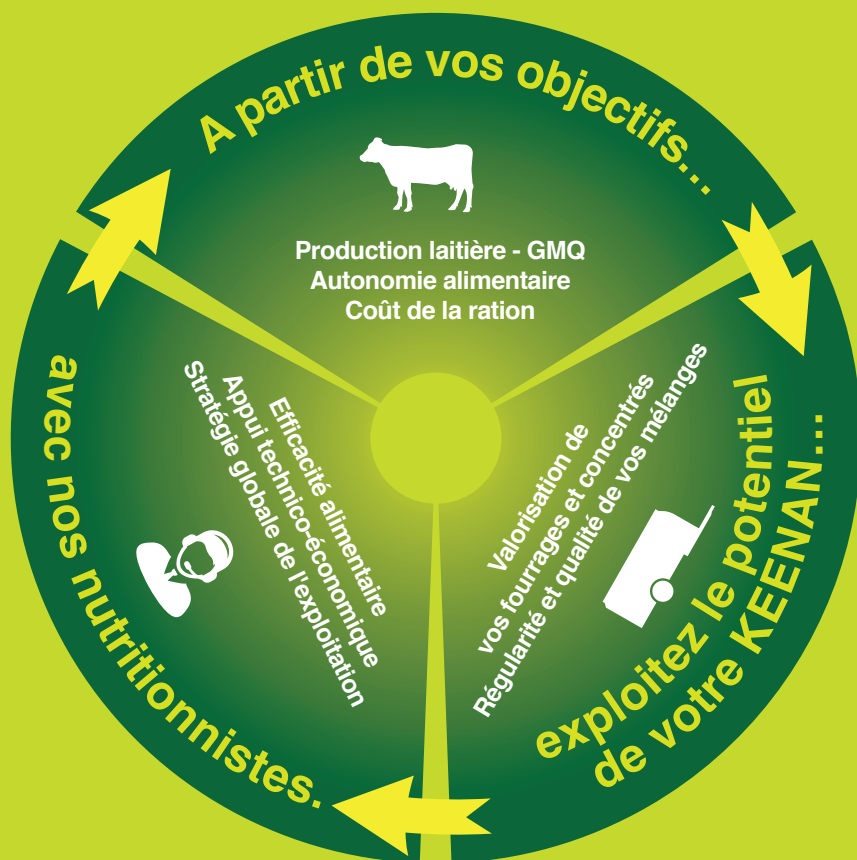 A partir de vos objectifs...
Production laitière - GMQ
Autonomie alimentaire
Coût de la ration
exploitez le potentiel
de votre KEENAN...
Valorisation de
vos fourrages et concentrés
Régularité et qualité de vos mélanges
avec nos nutritionnistes.
Efficacité alimentaire
Appui technico-économique
Stratégie globale de l'exploitation